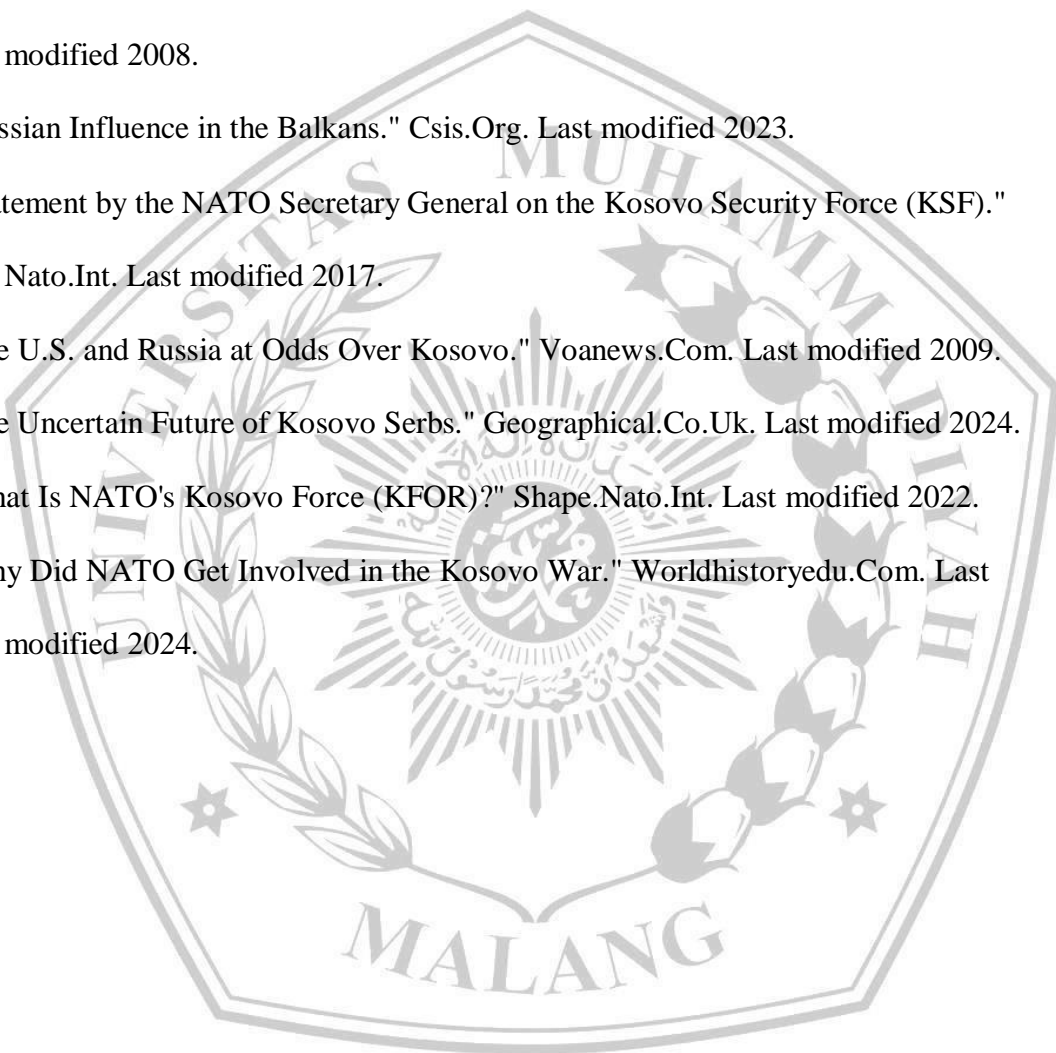 modified 2008.
ssian Influence in the Balkans." Csis.Org. Last modified 2023.
tement by the NATO Secretary General on the Kosovo Security Force (KSF)."
Nato.Int. Last modified 2017.
e U.S. and Russia at Odds Over Kosovo." Voanews.Com. Last modified 2009.
e Uncertain Future of Kosovo Serbs." Geographical.Co.Uk. Last modified 2024.
hat Is NATO's Kosovo Force (KFOR)?" Shape.Nato.Int. Last modified 2022.
hy Did NATO Get Involved in the Kosovo War." Worldhistoryedu.Com. Last
modified 2024.
UNIVERSITAS MUHAMMADIYAH
MALANG